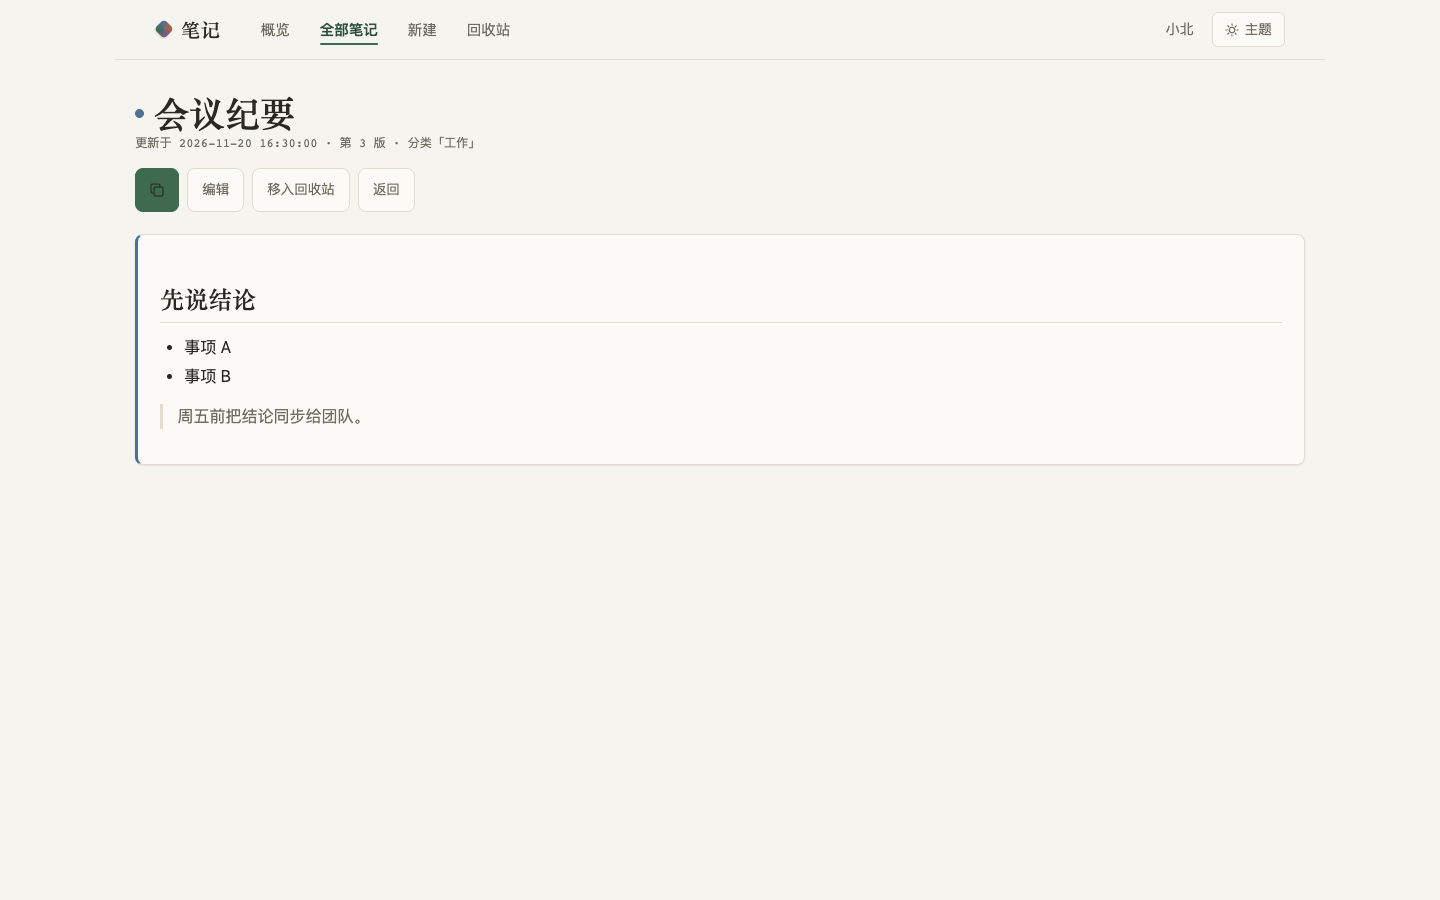 笔记 概览 全部笔记 新建 回收站 小北 主题
会议纪要
更新于 2026-11-20 16:30:00 · 第 3 版 · 分类「工作」
编辑 移入回收站 返回
先说结论
事项 A
事项 B
周五前把结论同步给团队。